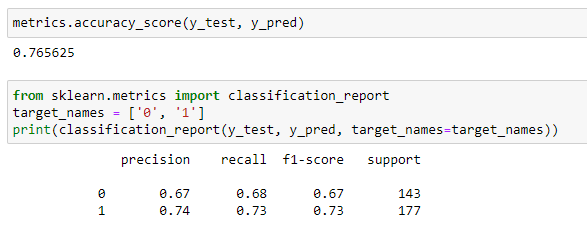 metrics.accuracy_score(y_test, y_pred)
0.765625
from sklearn.metrics import classification_report
target_names = ['0', '1']
print(classification_report(y_test, y_pred, target_names=target_names))
precision recall f1-score support
0 0.67 0.68 0.67 143
1 0.74 0.73 0.73 177